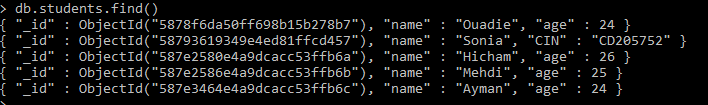 > db.students.find()
{ "_id" : ObjectId("5878f6da50ff698b15b278b7"), "name" : "Ouadie", "age" : 24 }
{ "_id" : ObjectId("58793619349e4ed81ffcd457"), "name" : "Sonia", "CIN" : "CD205752" }
{ "_id" : ObjectId("587e2580e4a9dcacc53ffb6a"), "name" : "Hicham", "age" : 26 }
{ "_id" : ObjectId("587e2586e4a9dcacc53ffb6b"), "name" : "Mehdi", "age" : 25 }
{ "_id" : ObjectId("587e3464e4a9dcacc53ffb6c"), "name" : "Ayman", "age" : 24 }
>